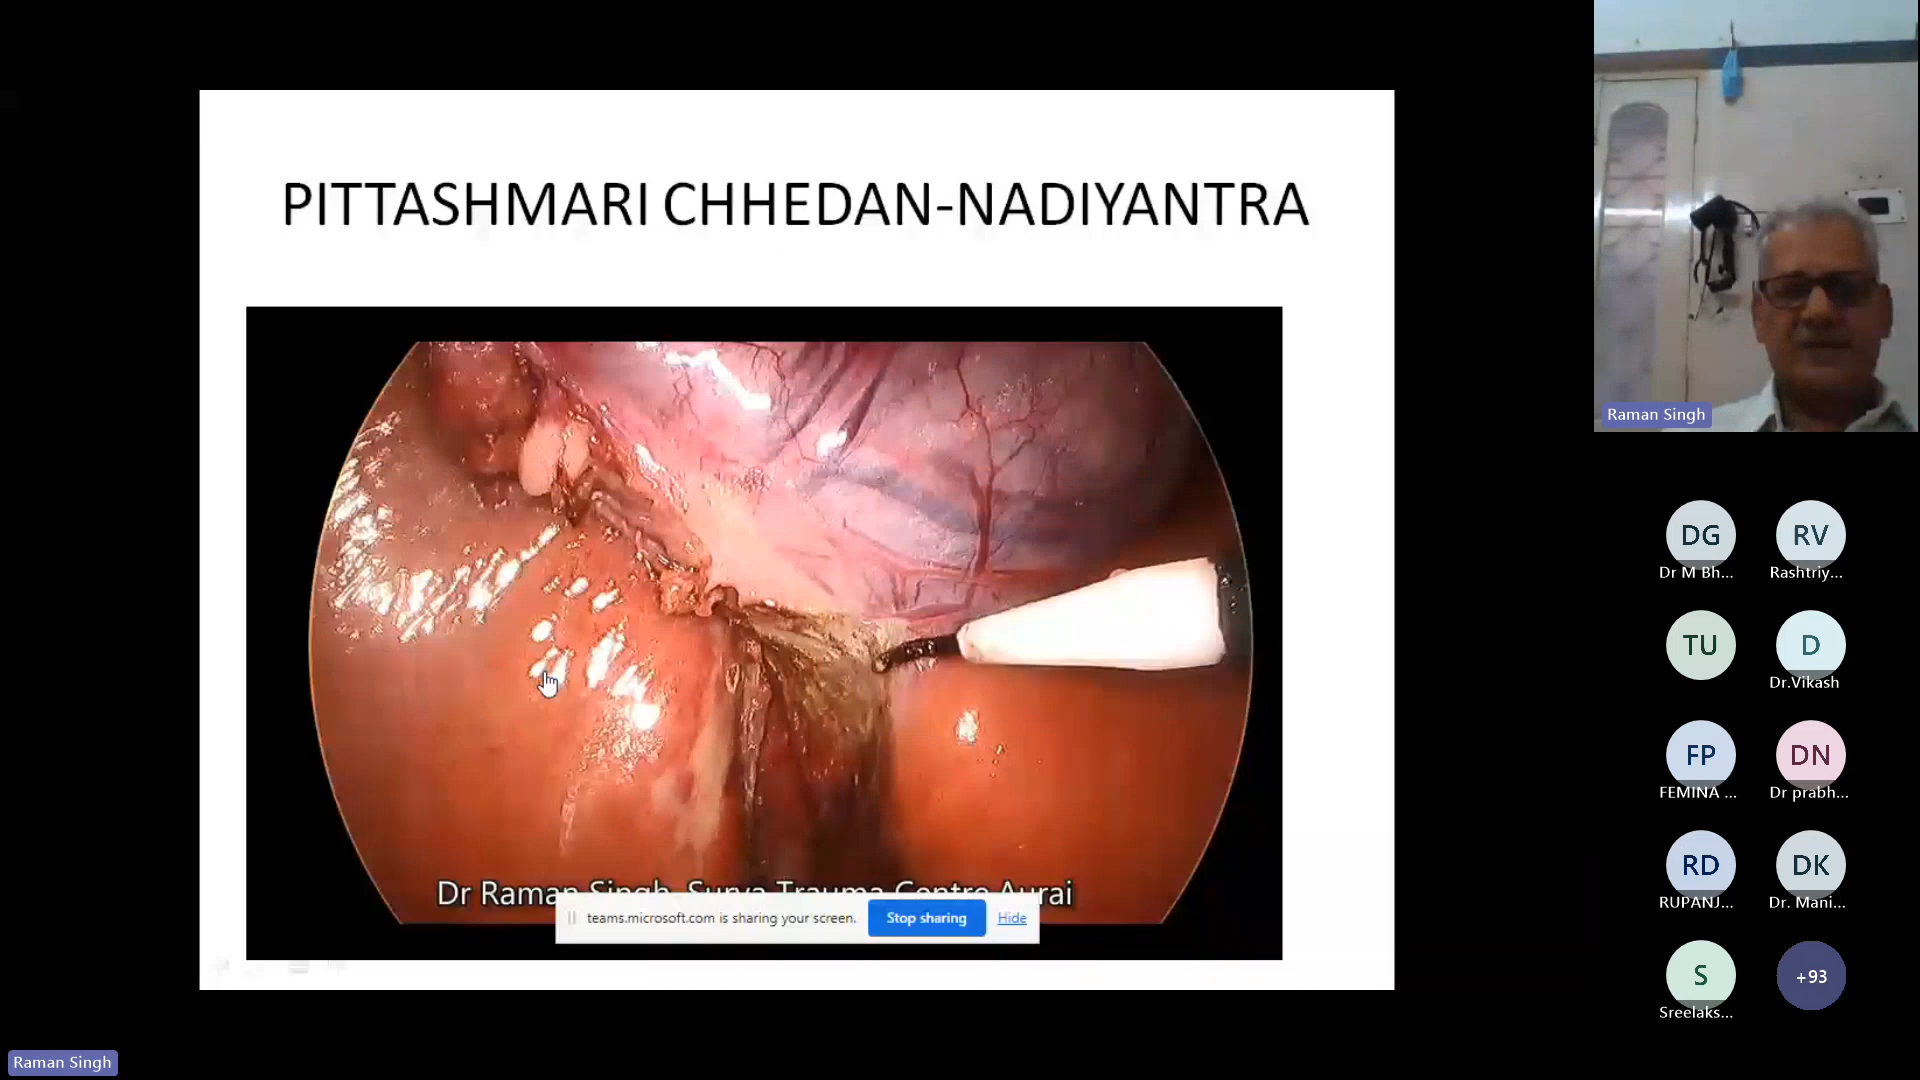 PITTASHMARI CHHEDAN-NADIYANTRA
Dr Raman Singh, Surya Trauma Centre Aurai
teams.microsoft.com is sharing your screen.
Stop sharing
Hide
Raman Singh
DG
Dr M Bh...
RV
Rashtriy...
TU
D
Dr.Vikash
FP
FEMINA ...
DN
Dr prabh...
RD
RUPANJ...
DK
Dr. Mani...
S
Sreelaks...
+93
Raman Singh